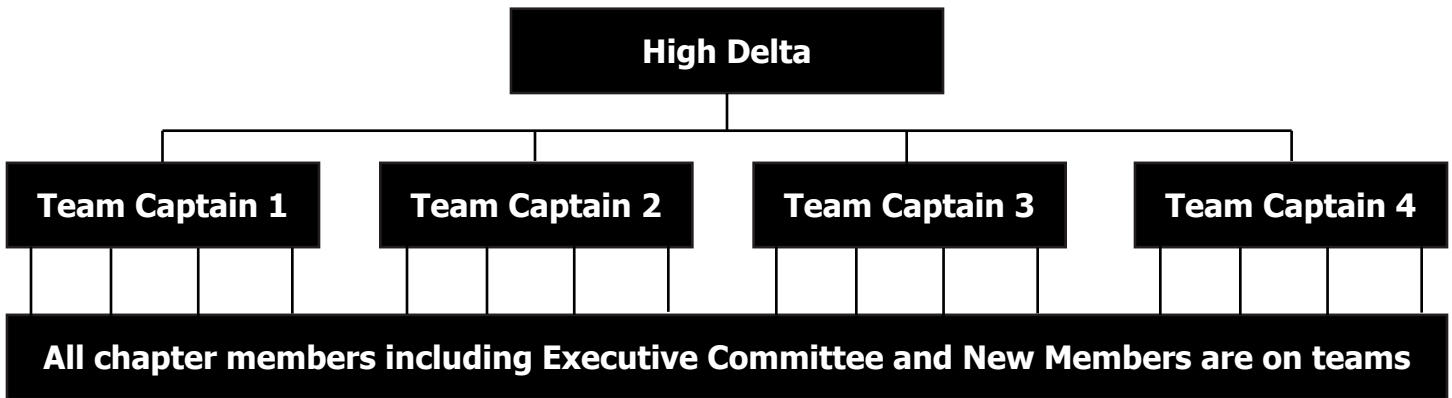 High Delta
Team Captain 1
Team Captain 2
Team Captain 3
Team Captain 4
All chapter members including Executive Committee and New Members are on teams